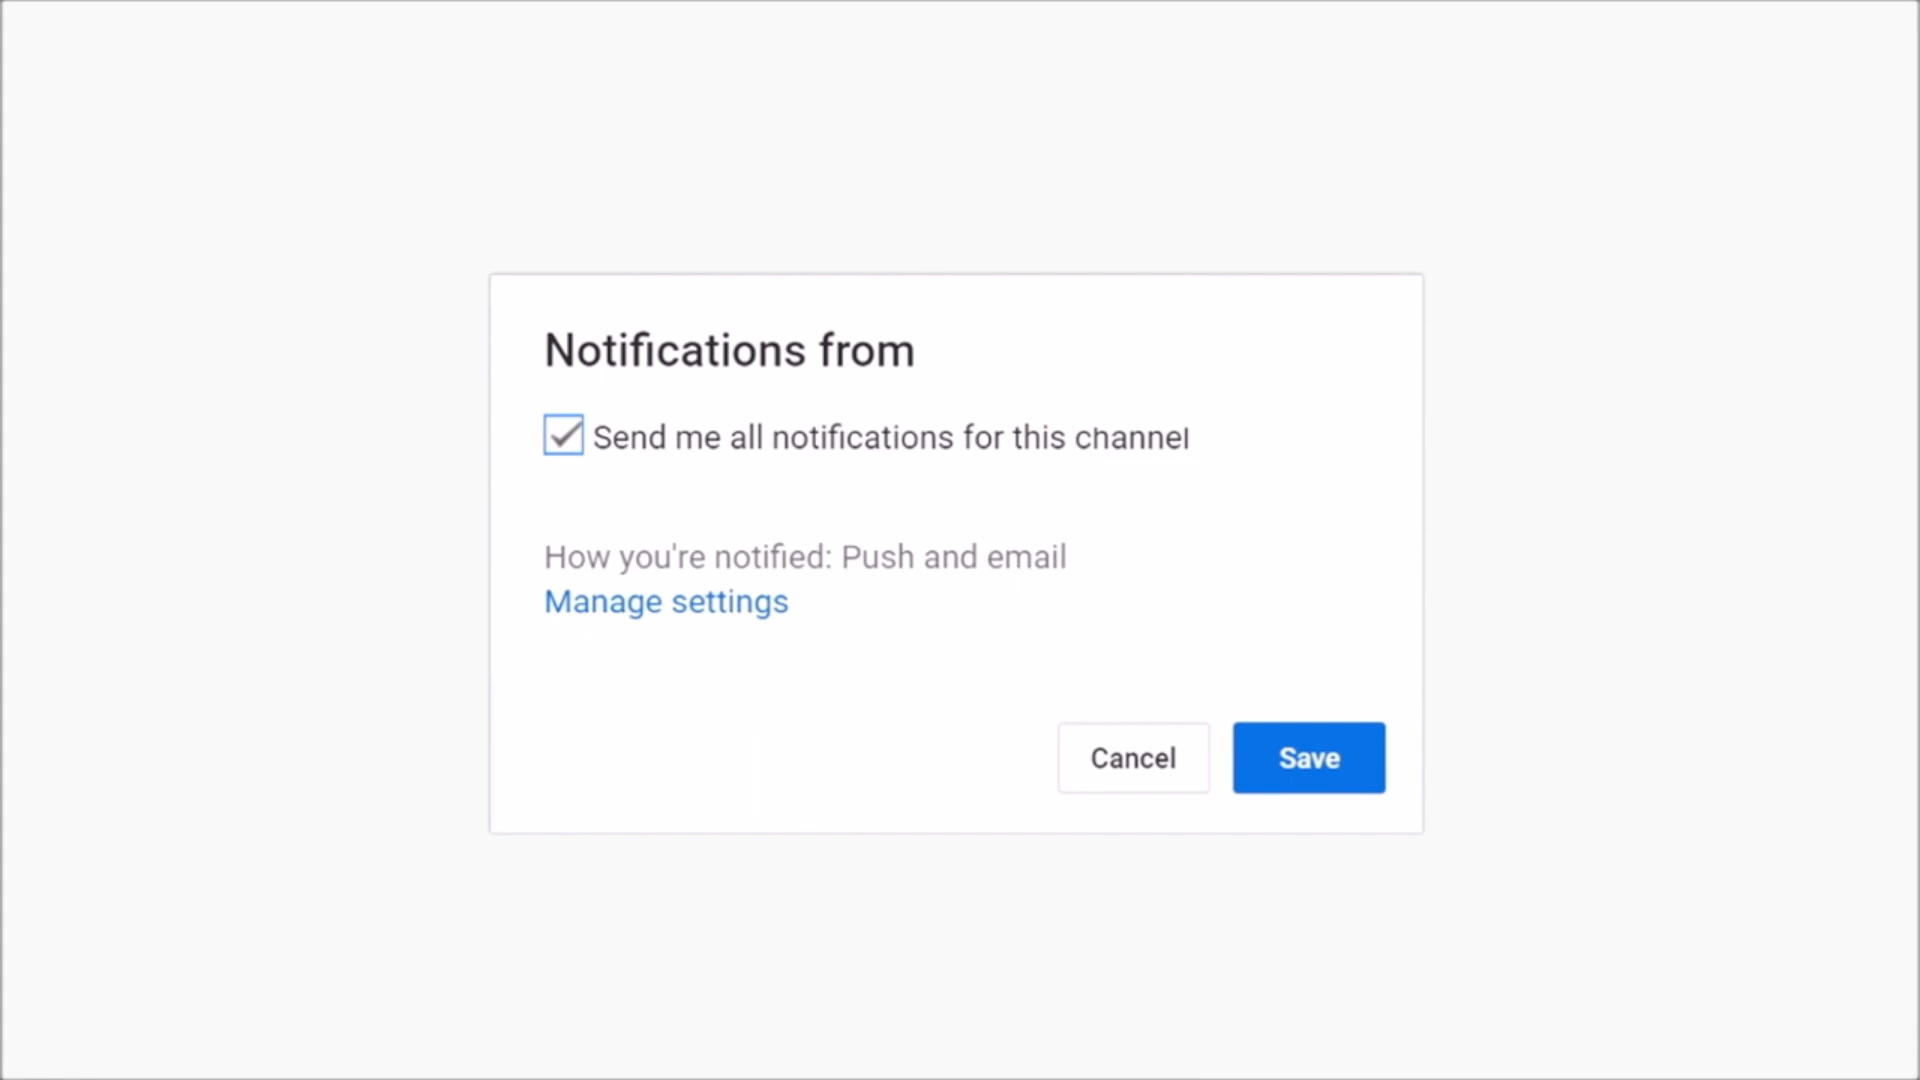 Notifications from
Send me all notifications for this channel
How you're notified: Push and email
Manage settings
Cancel
Save